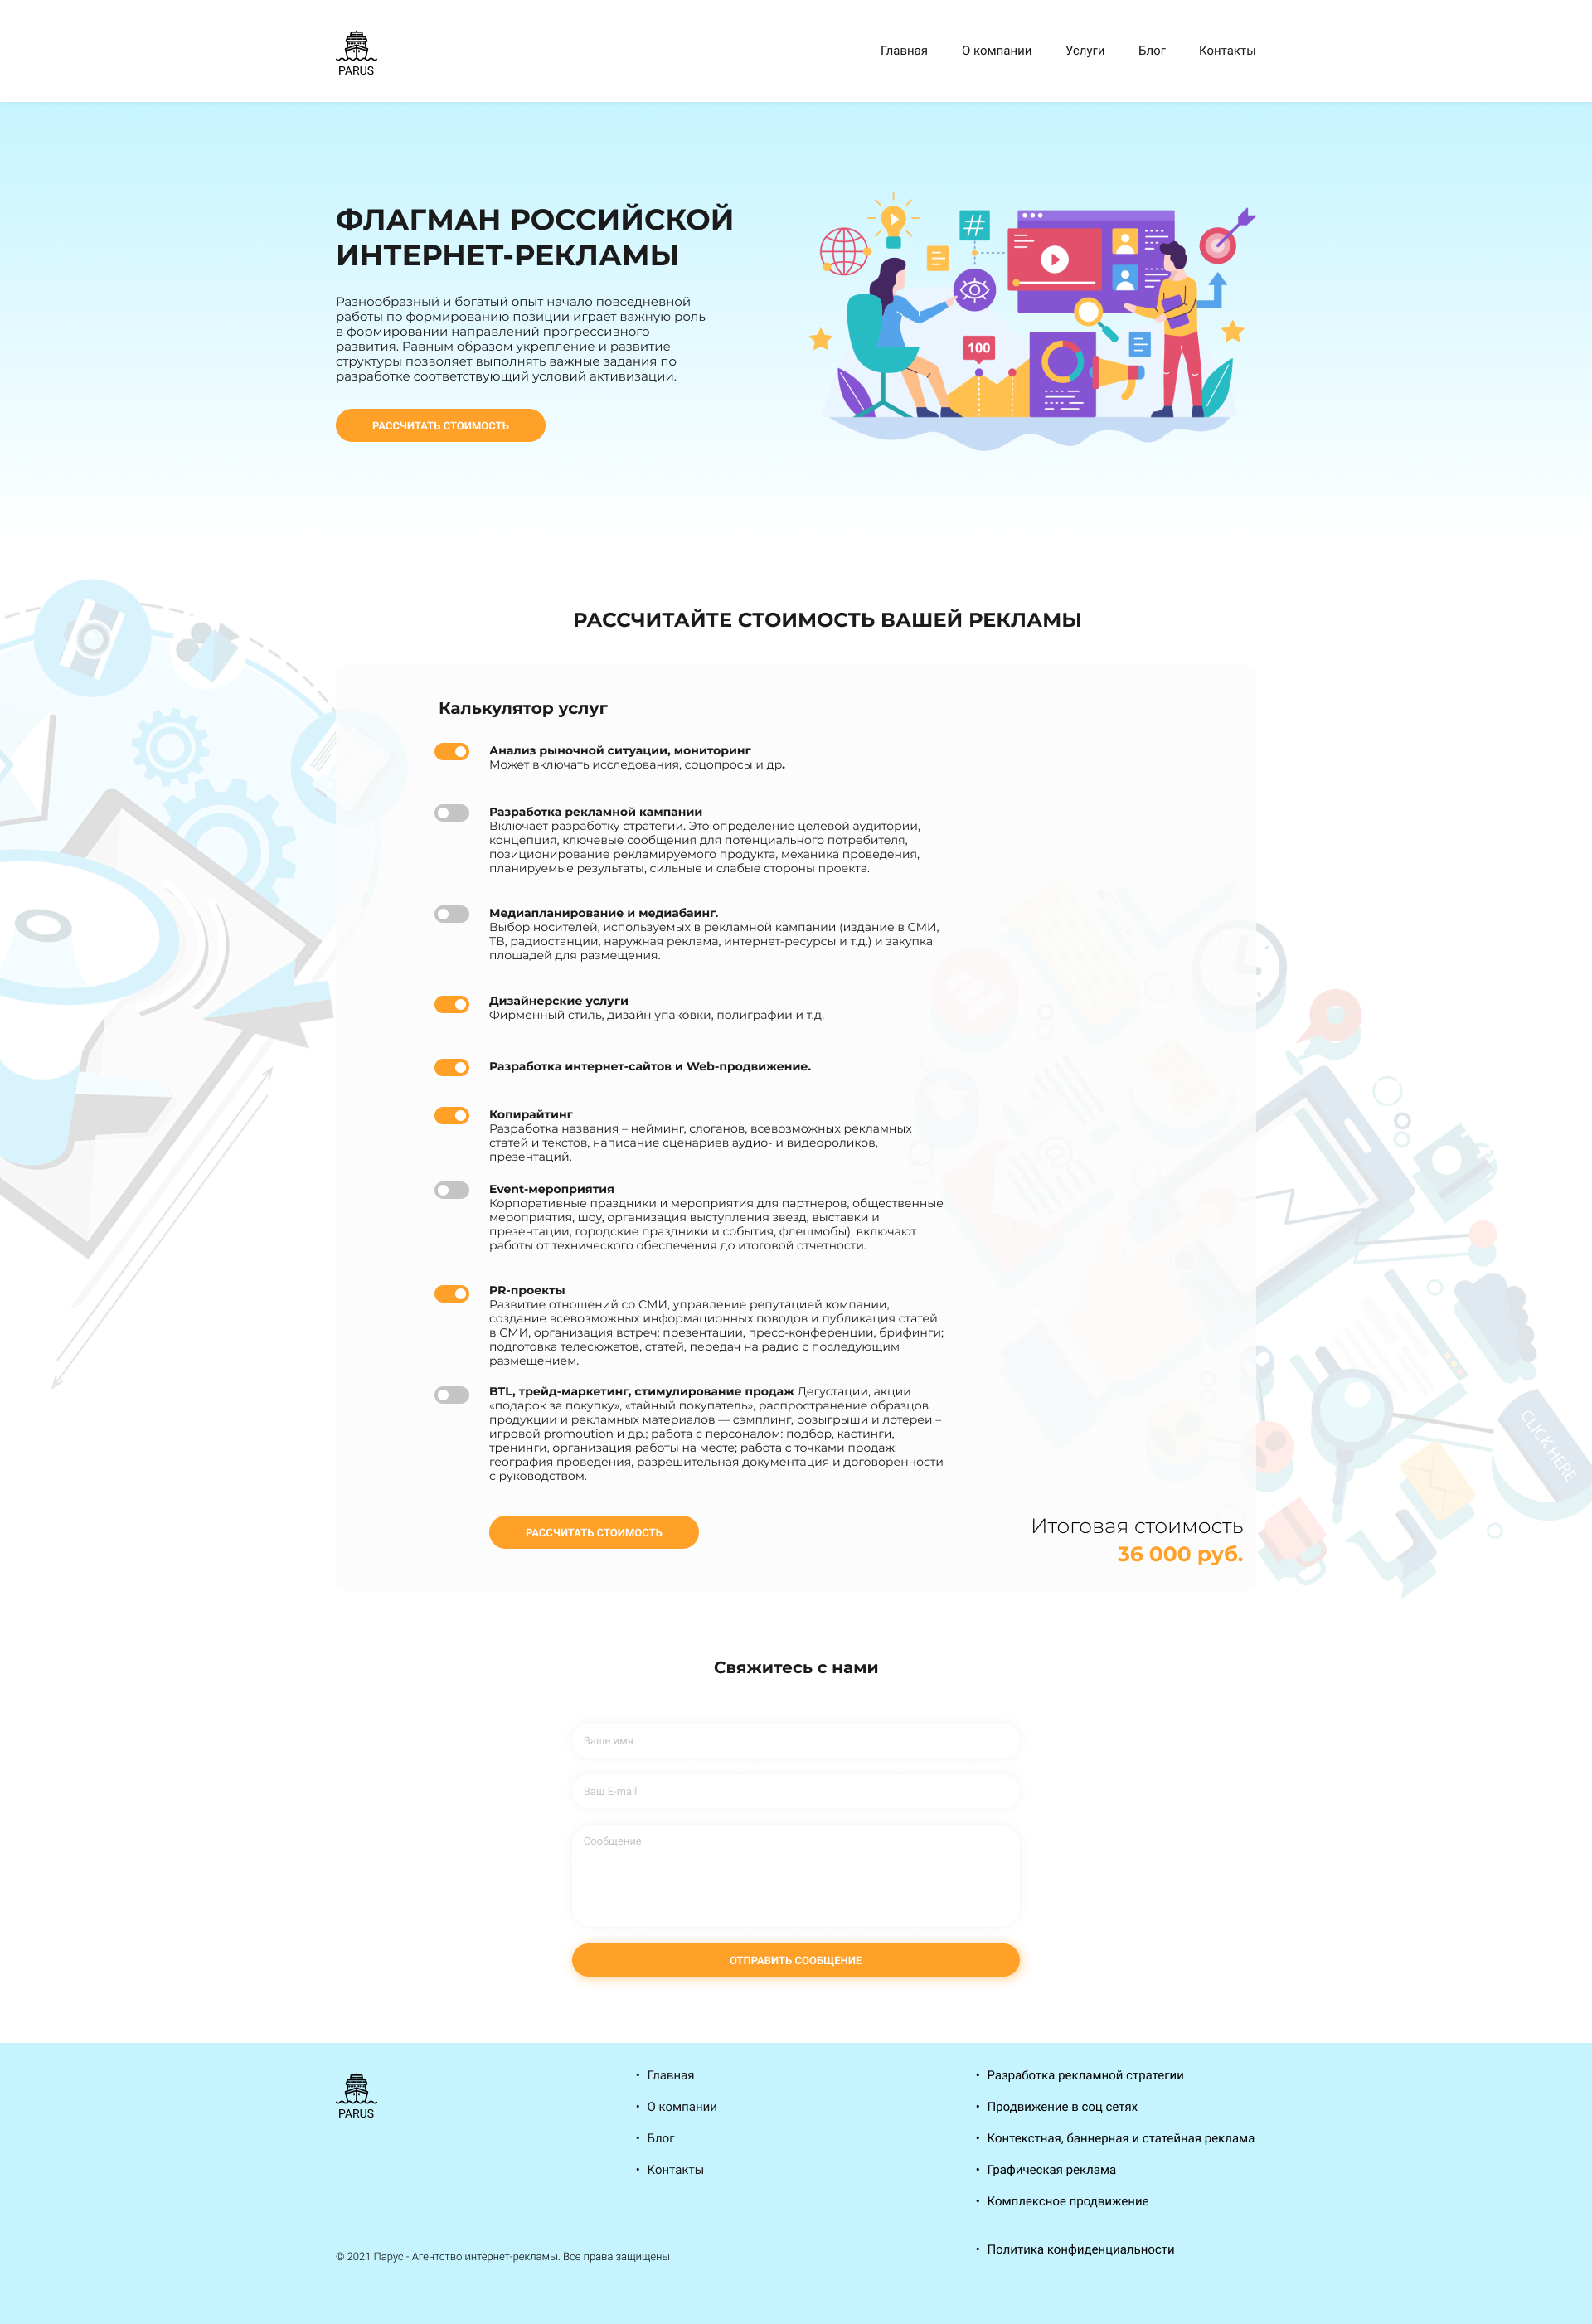 PARUS
Главная О компании Услуги Блог Контакты
ФЛАГМАН РОССИЙСКОЙ
ИНТЕРНЕТ-РЕКЛАМЫ
Разнообразный и богатый опыт начало повседневной
работы по формированию позиции играет важную роль
в формировании направлений прогрессивного
развития. Равным образом укрепление и развитие
структуры позволяет выполнять важные задания по
разработке соответствующий условий активизации.
РАССЧИТАТЬ СТОИМОСТЬ
#
100
РАССЧИТАЙТЕ СТОИМОСТЬ ВАШЕЙ РЕКЛАМЫ
Калькулятор услуг
Анализ рыночной ситуации, мониторинг
Может включать исследования, соцопросы и др.
Разработка рекламной кампании
Включает разработку стратегии. Это определение целевой аудитории,
концепция, ключевые сообщения для потенциального потребителя,
позиционирование рекламируемого продукта, механика проведения,
планируемые результаты, сильные и слабые стороны проекта.
Медиапланирование и медиабаинг.
Выбор носителей, используемых в рекламной кампании (издание в СМИ,
ТВ, радиостанции, наружная реклама, интернет-ресурсы и т.д.) и закупка
площадей для размещения.
Дизайнерские услуги
Фирменный стиль, дизайн упаковки, полиграфии и т.д.
Разработка интернет-сайтов и Web-продвижение.
Копирайтинг
Разработка названия – нейминг, слоганов, всевозможных рекламных
статей и текстов, написание сценариев аудио- и видеороликов,
презентаций.
Event-мероприятия
Корпоративные праздники и мероприятия для партнеров, общественные
мероприятия, шоу, организация выступления звезд, выставки и
презентации, городские праздники и события, флешмобы), включают
работы от технического обеспечения до итоговой отчетности.
PR-проекты
Развитие отношений со СМИ, управление репутацией компании,
создание всевозможных информационных поводов и публикация статей
в СМИ, организация встреч: презентации, пресс-конференции, брифинги;
подготовка телесюжетов, статей, передач на радио с последующим
размещением.
BTL, трейд-маркетинг, стимулирование продаж Дегустации, акции
«подарок за покупку», «тайный покупатель», распространение образцов
продукции и рекламных материалов — сэмплинг, розыгрыши и лотереи –
игровой promoution и др.; работа с персоналом: подбор, кастинги,
тренинги, организация работы на месте; работа с точками продаж:
география проведения, разрешительная документация и договоренности
с руководством.
CLICK HERE
РАССЧИТАТЬ СТОИМОСТЬ
Итоговая стоимость
36 000 руб.
Свяжитесь с нами
Ваше имя
Ваш E-mail
Сообщение
ОТПРАВИТЬ СООБЩЕНИЕ
PARUS
• Главная
• О компании
• Блог
• Контакты
• Разработка рекламной стратегии
• Продвижение в соц сетях
• Контекстная, баннерная и статейная реклама
• Графическая реклама
• Комплексное продвижение
• Политика конфиденциальности
© 2021 Парус - Агентство интернет-рекламы. Все права защищены